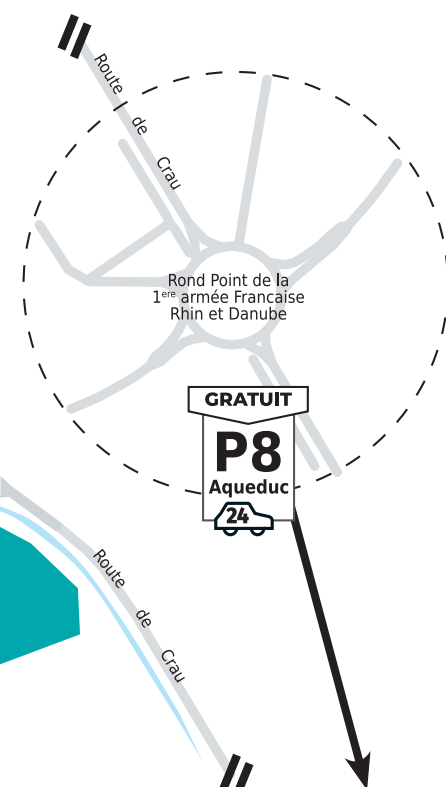 Route de Crau
Rond Point de la
1ere armée Francaise
Rhin et Danube
GRATUIT
P8
Aqueduc
24
Route de Crau